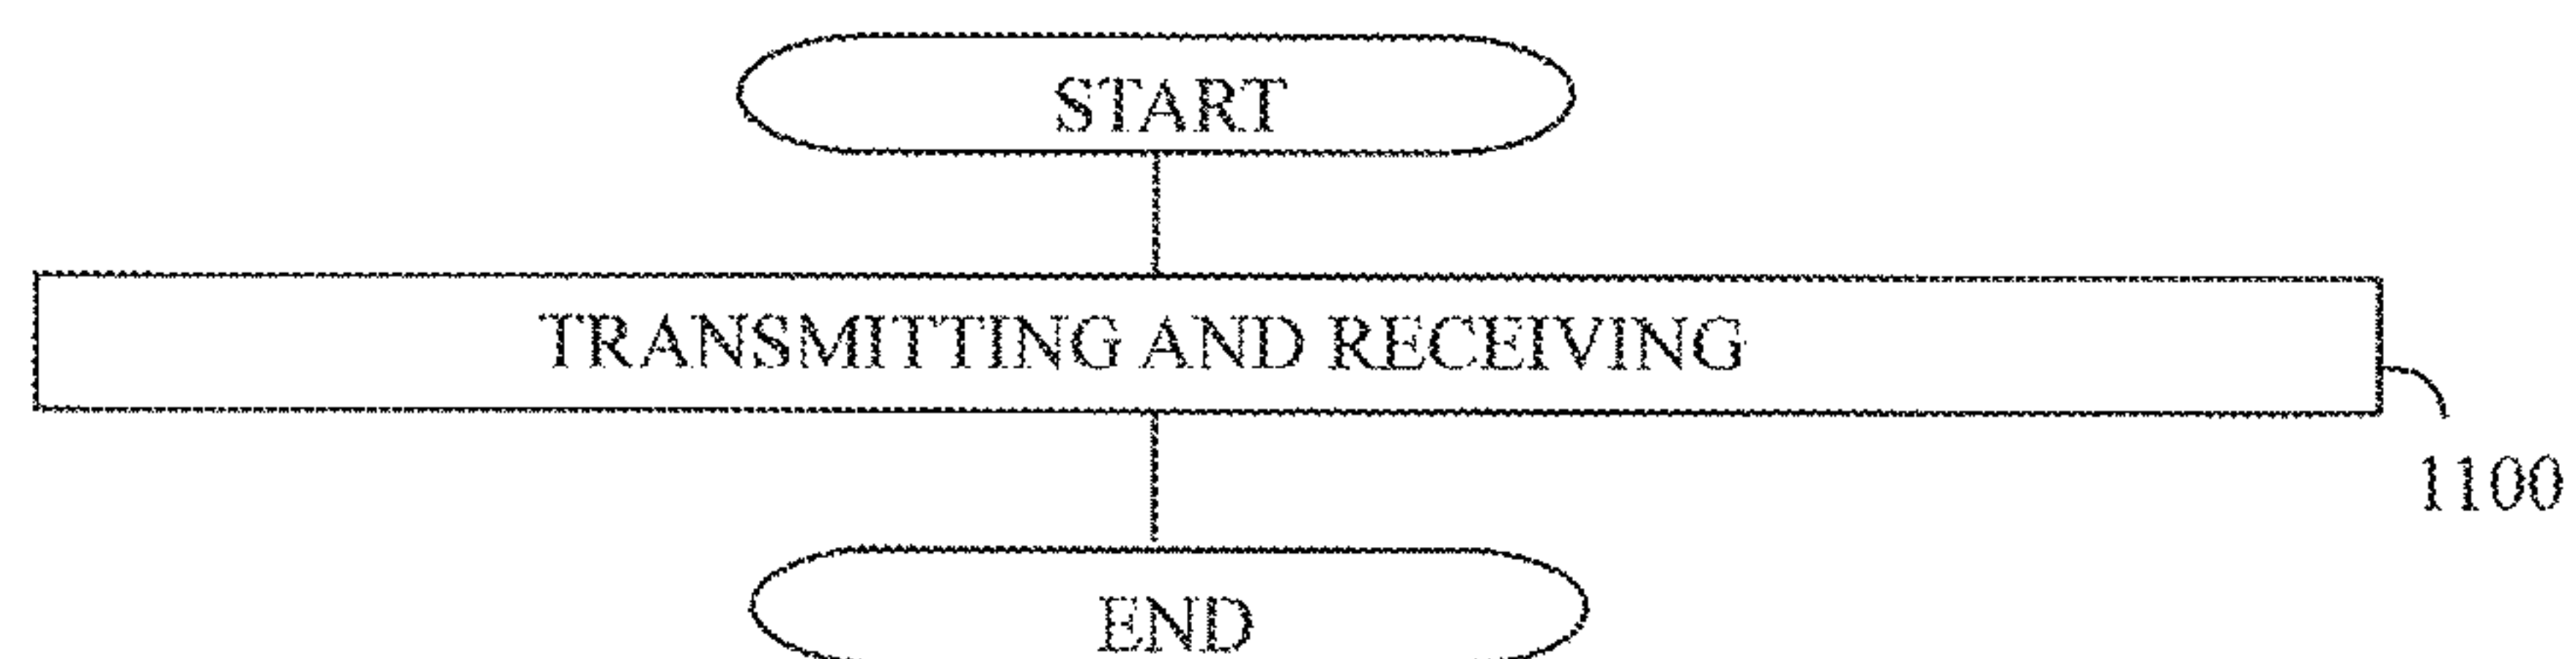 START
TRANSMITTING AND RECEIVING
1100
END